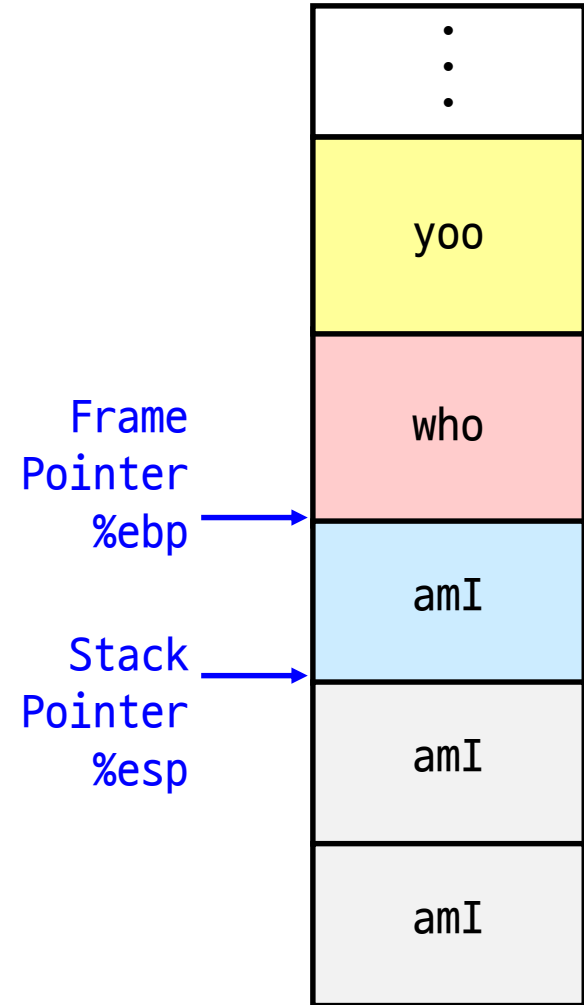 yoo
who
Frame
Pointer
%ebp
amI
Stack
Pointer
%esp
amI
amI